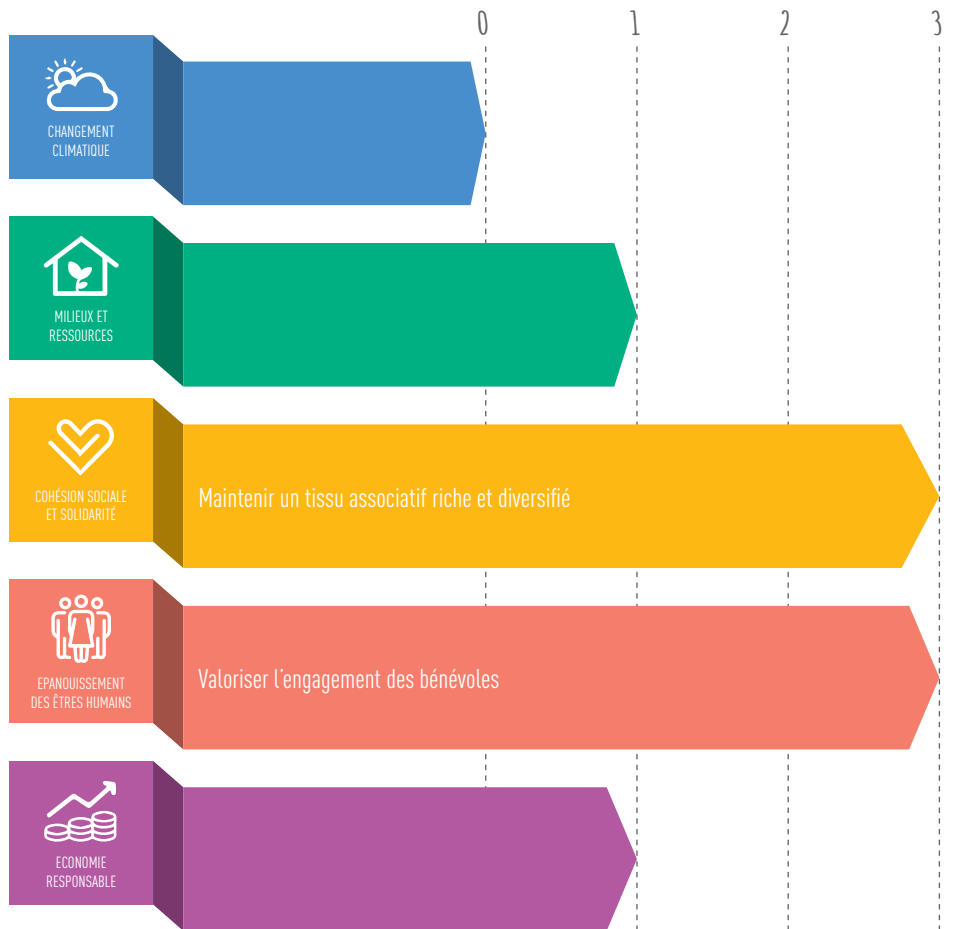 0 1 2 3
CHANGEMENT
CLIMATIQUE
MILIEUX ET
RESSOURCES
COHÉSION SOCIALE
ET SOLIDARITÉ
Maintenir un tissu associatif riche et diversifié
EPANOUISSEMENT
DES ÊTRES HUMAINS
Valoriser l'engagement des bénévoles
ECONOMIE
RESPONSABLE